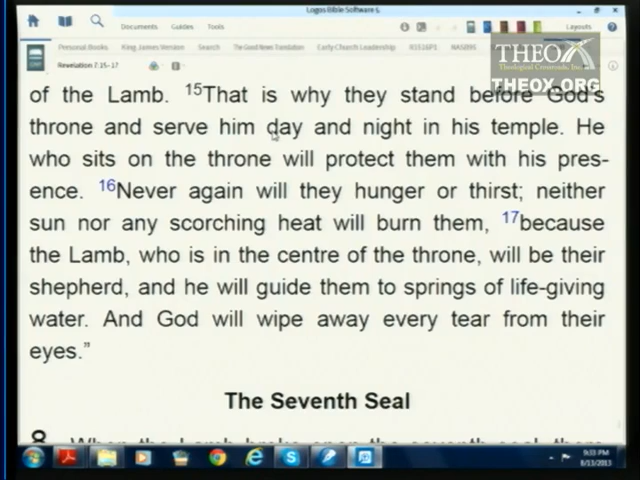 Logos Bible Software 5
Documents Guides Tools
Layouts
Personal Books King James Version Search The Good News Translation Early Church Leadership
Revelation 7:15–17
THEOX
THEOX.ORG
of the Lamb. 15That is why they stand before God's
throne and serve him day and night in his temple. He
who sits on the throne will protect them with his pres-
ence. 16Never again will they hunger or thirst; neither
sun nor any scorching heat will burn them, 17because
the Lamb, who is in the centre of the throne, will be their
shepherd, and he will guide them to springs of life-giving
water. And God will wipe away every tear from their
eyes.”
The Seventh Seal
8
9:33 PM
8/13/2013